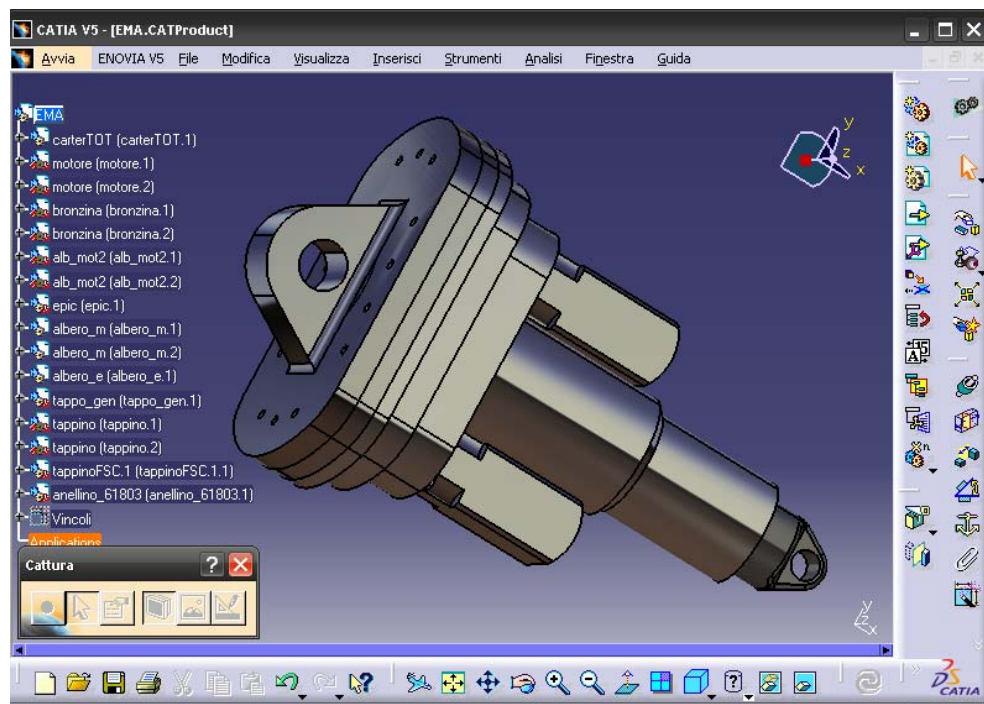 CATIA V5 - [EMA.CATProduct]
Avvia ENOVIA V5 File Modifica Visualizza Inserisci Strumenti Analisi Finestra Guida
EMA
carterTOT (carterTOT.1)
motore (motore.1)
motore (motore.2)
bronzina (bronzina.1)
bronzina (bronzina.2)
alb_mot2 (alb_mot2.1)
alb_mot2 (alb_mot2.2)
epic (epic.1)
albero_m (albero_m.1)
albero_m (albero_m.2)
albero_e (albero_e.1)
tappo_gen (tappo_gen.1)
tappino (tappino.1)
tappino (tappino.2)
tappinoFSC.1 (tappinoFSC.1.1)
anellino_61803 (anellino_61803.1)
Vincoli
Applications
Cattura
y
z
x
y
z
x
CATIA